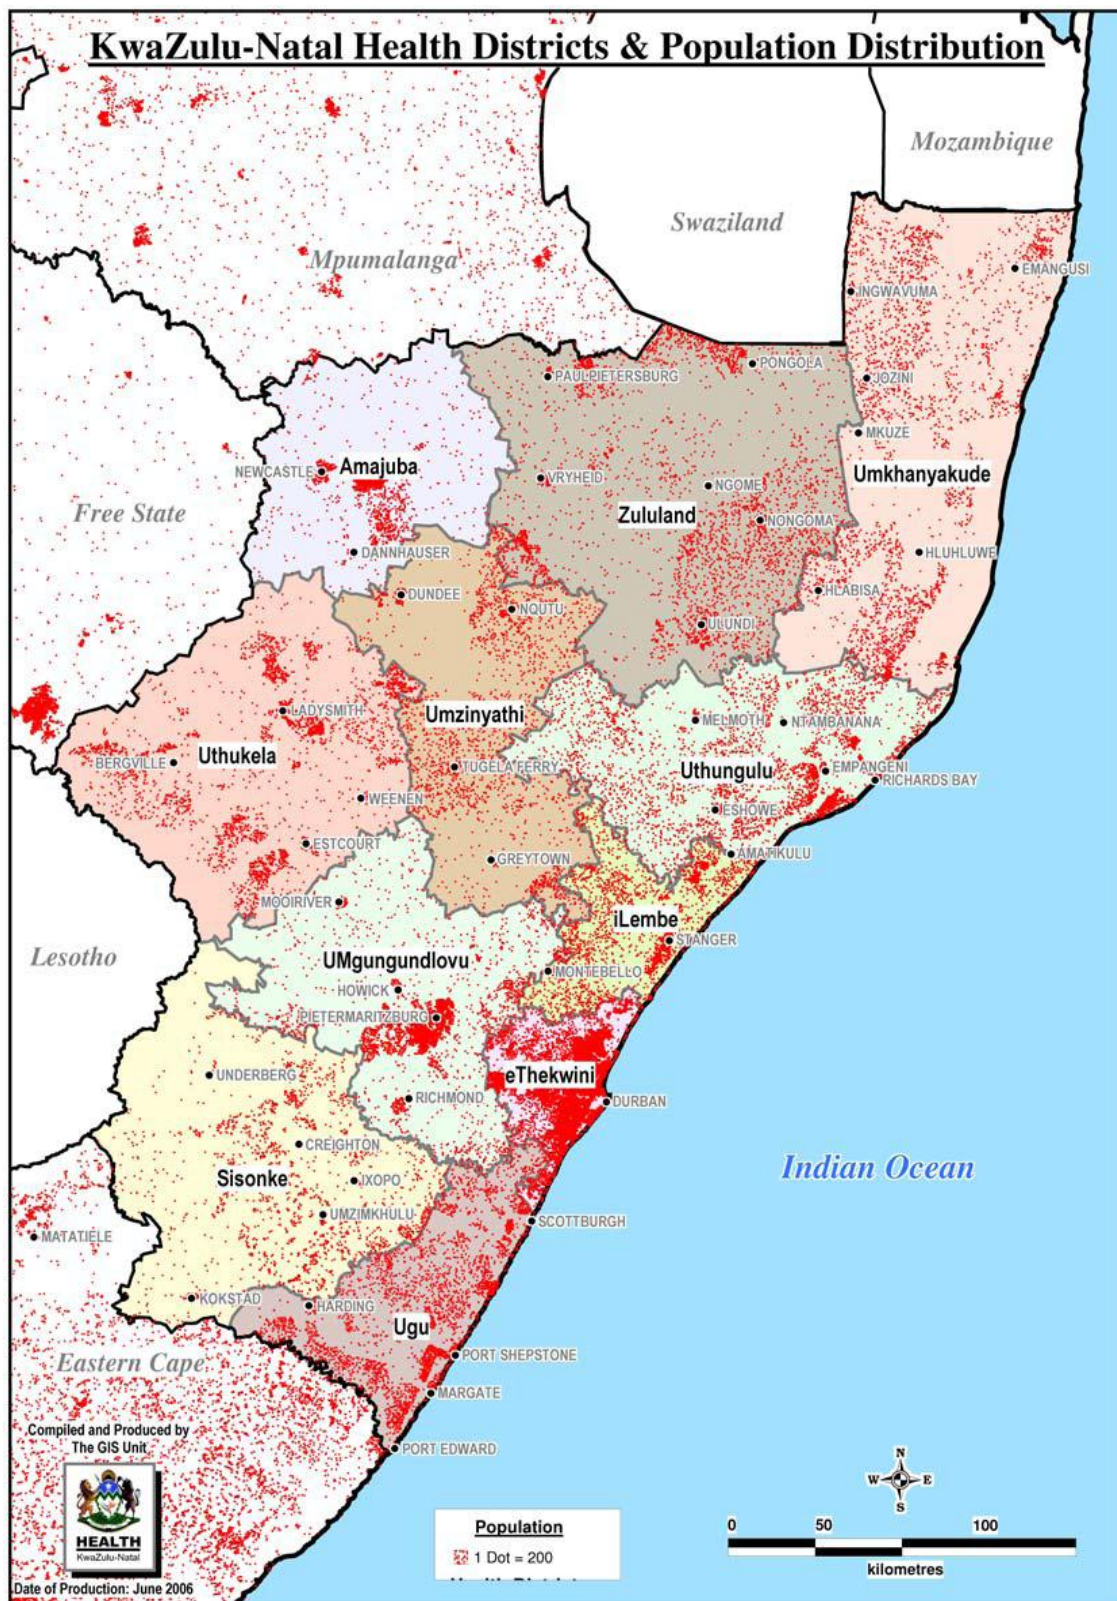 KwaZulu-Natal Health Districts & Population Distribution
Mozambique
Swaziland
Mpumalanga
EMANGUSI
INGWAVUMA
PONGOLA
PAULPIETERSBURG
JOZINI
MKUZE
NEWCASTLE
Amajuba
Umkhanyakude
VRYHEID
NGOME
Free State
Zululand
NONGOMA
DANNHAUSER
HLUHLUWE
DUNDEE
HLABISA
NQUTU
ULUNDI
LADYSMITH
Umzinyathi
MELMOTH
NTAMBANANA
Uthukela
BERGVILLE
TUGELA FERRY
Uthungulu
EMPANGENI
RICHARDS BAY
WEENEN
ESHOWE
ESTCOURT
GREYTOWN
AMATIKULU
MOOIRIVER
iLembe
Lesotho
STANGER
UMgungundlovu
MONTEBELLO
HOWICK
PIETERMARITZBURG
UNDERBERG
eThekwini
RICHMOND
DURBAN
CREIGHTON
Indian Ocean
Sisonke
IXOPO
UMZIMKHULU
SCOTTBURGH
MATATIELE
KOKSTAD
HARDING
Ugu
Eastern Cape
PORT SHEPSTONE
MARGATE
Compiled and Produced by
The GIS Unit
PORT EDWARD
N
W E
S
HEALTH
KwaZulu-Natal
Population
1 Dot = 200
0 50 100
kilometres
Date of Production: June 2006